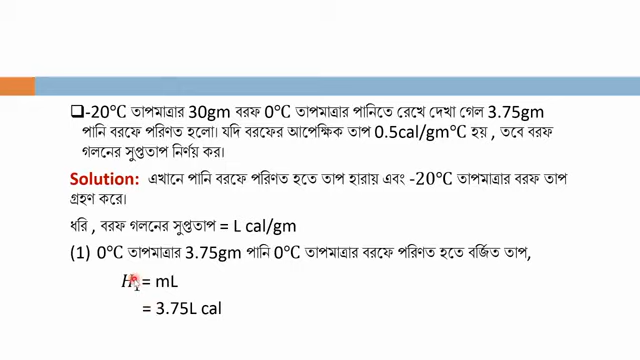 ❑-20°C তাপমাত্রার 30gm বরফ 0°C তাপমাত্রার পানিতে রেখে দেখা গেল 3.75gm
পানি বরফে পরিণত হলো। যদি বরফের আপেক্ষিক তাপ 0.5cal/gm°C হয় , তবে বরফ
গলনের সুপ্ততাপ নির্ণয় কর।
Solution: এখানে পানি বরফে পরিণত হতে তাপ হারায় এবং -20°C তাপমাত্রার বরফ তাপ
গ্রহণ করে।
ধরি , বরফ গলনের সুপ্ততাপ = L cal/gm
(1) 0°C তাপমাত্রার 3.75gm পানি 0°C তাপমাত্রার বরফে পরিণত হতে বর্জিত তাপ,
H₁= mL
= 3.75L cal